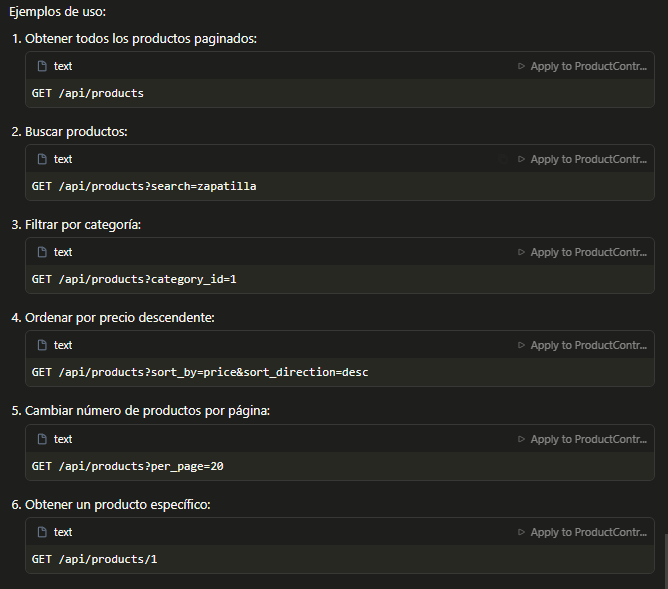 Ejemplos de uso:
1. Obtener todos los productos paginados:
text
Apply to ProductContr...
GET /api/products
2. Buscar productos:
text
Apply to ProductContr...
GET /api/products?search=zapatilla
3. Filtrar por categoría:
text
Apply to ProductContr...
GET /api/products?category_id=1
4. Ordenar por precio descendente:
text
Apply to ProductContr...
GET /api/products?sort_by=price&sort_direction=desc
5. Cambiar número de productos por página:
text
Apply to ProductContr...
GET /api/products?per_page=20
6. Obtener un producto específico:
text
Apply to ProductContr...
GET /api/products/1